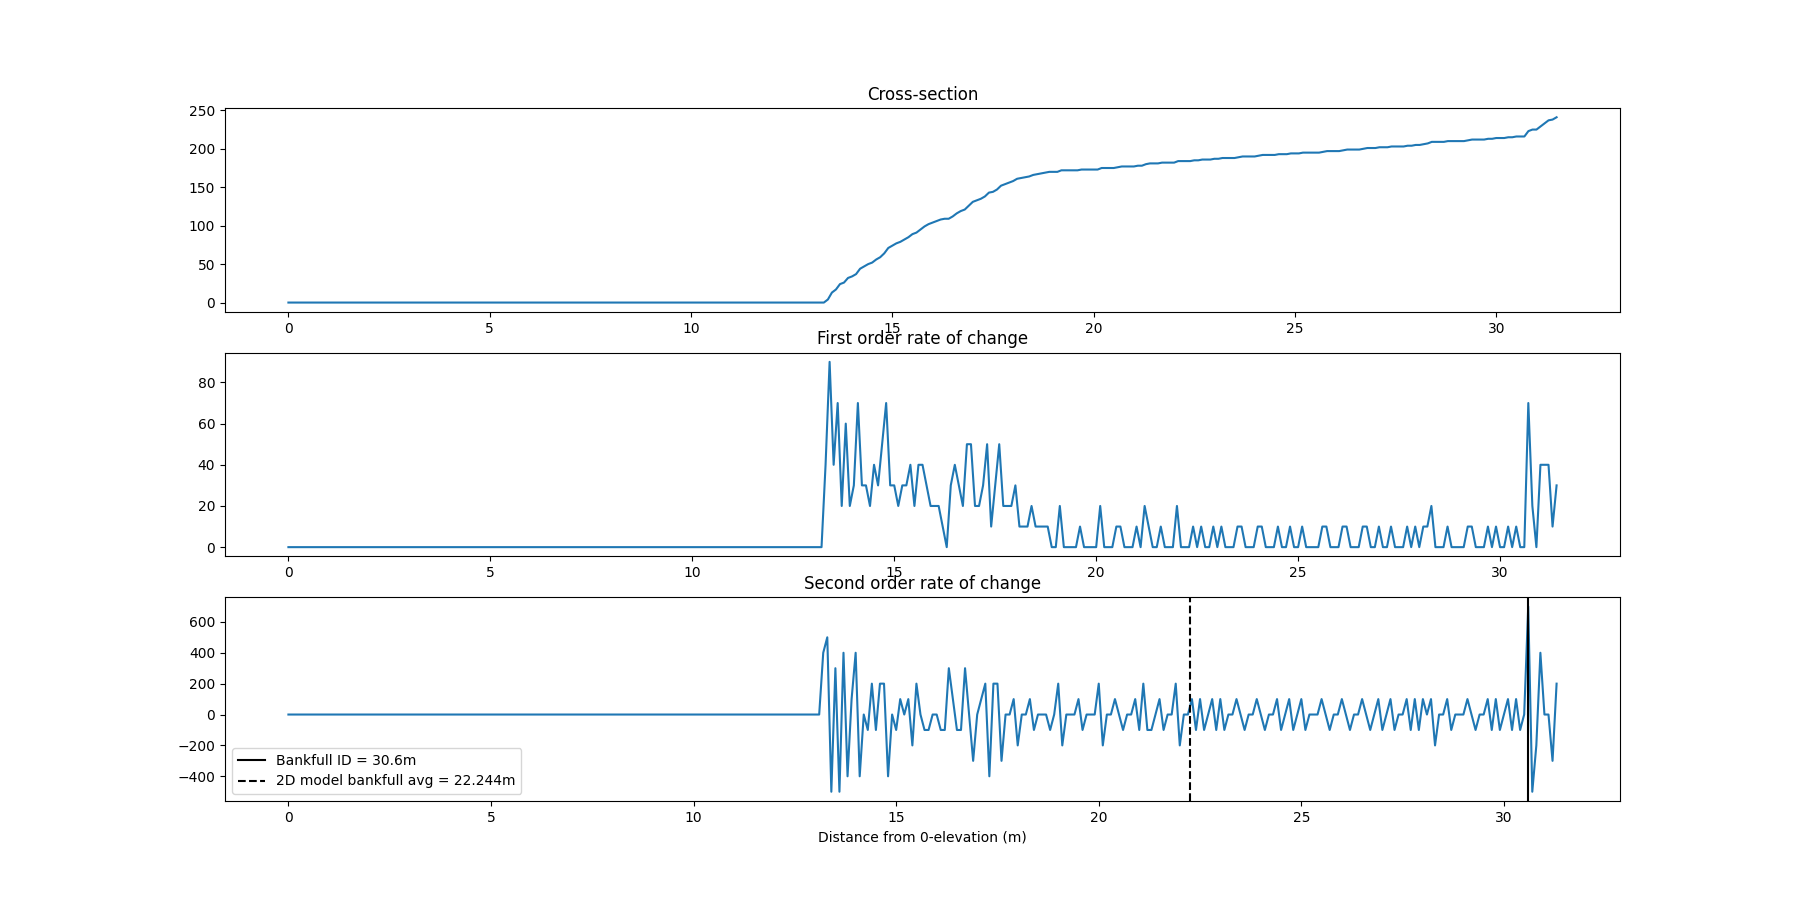 Cross-section
250
200
150
100
50
0
0 5 10 15 20 25 30
First order rate of change
80
60
40
20
0
0 5 10 15 20 25 30
Second order rate of change
600
400
200
0
−200
−400
Bankfull ID = 30.6m
2D model bankfull avg = 22.244m
0 5 10 15 20 25 30
Distance from 0-elevation (m)